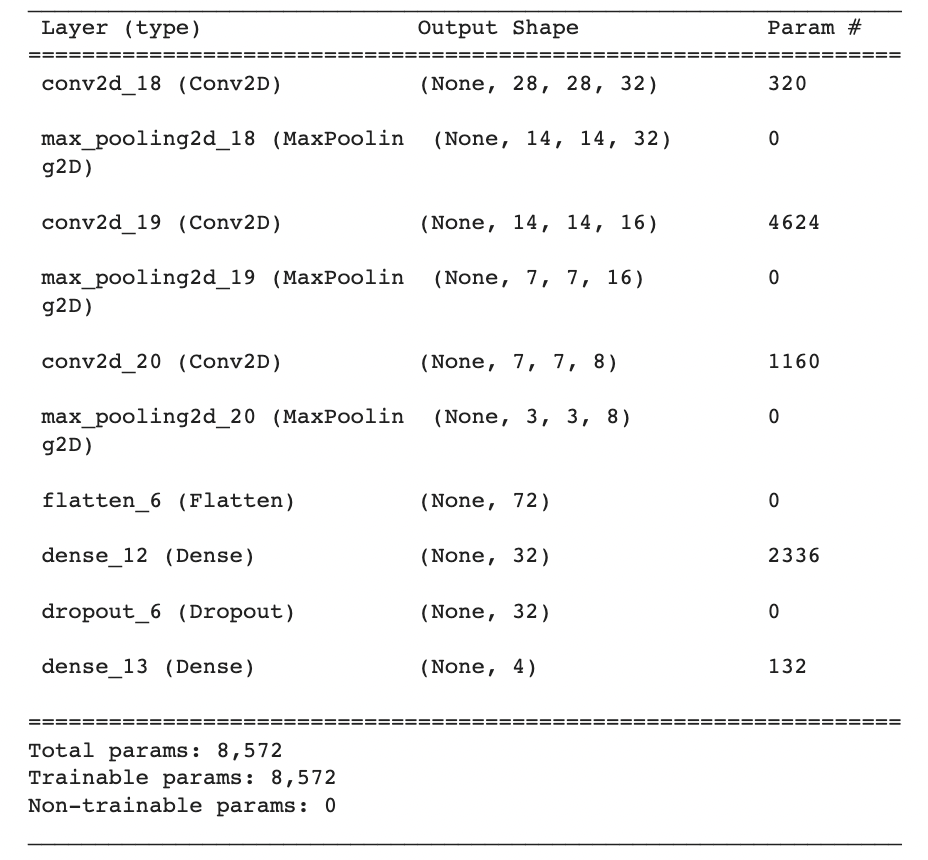 Layer (type) Output Shape Param #
=================================================================
conv2d_18 (Conv2D) (None, 28, 28, 32) 320
max_pooling2d_18 (MaxPoolin (None, 14, 14, 32) 0
g2D)
conv2d_19 (Conv2D) (None, 14, 14, 16) 4624
max_pooling2d_19 (MaxPoolin (None, 7, 7, 16) 0
g2D)
conv2d_20 (Conv2D) (None, 7, 7, 8) 1160
max_pooling2d_20 (MaxPoolin (None, 3, 3, 8) 0
g2D)
flatten_6 (Flatten) (None, 72) 0
dense_12 (Dense) (None, 32) 2336
dropout_6 (Dropout) (None, 32) 0
dense_13 (Dense) (None, 4) 132
=================================================================
Total params: 8,572
Trainable params: 8,572
Non-trainable params: 0